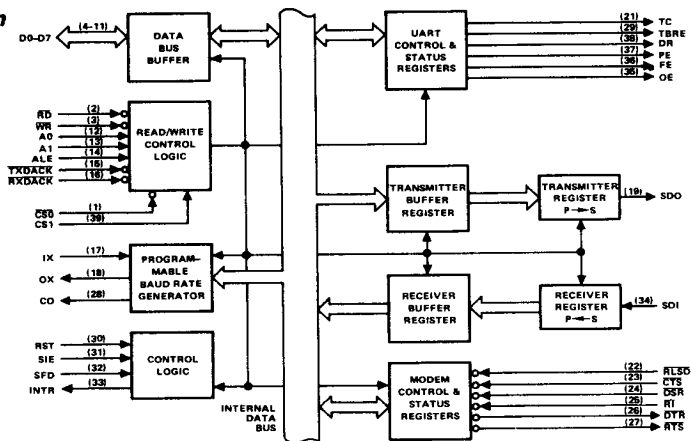 n
D0–D7
(4-11)
DATA
BUS
BUFFER
UART
CONTROL &
STATUS
REGISTERS
(21) TC
(29) TBRE
(38) DR
(37) PE
(36) FE
(35) OE
RD (2)
WR (3)
A0 (12)
A1 (13)
ALE (14)
TXDACK (15)
RXDACK (16)
READ/WRITE
CONTROL
LOGIC
CS0 (1)
CS1 (39)
TRANSMITTER
BUFFER
REGISTER
TRANSMITTER
REGISTER
P → S
(19) SDO
IX (17)
OX (18)
CO (28)
PROGRAM-
MABLE
BAUD RATE
GENERATOR
RECEIVER
BUFFER
REGISTER
RECEIVER
REGISTER
P ← S
(34) SDI
RST (30)
SIE (31)
SFD (32)
INTR (33)
CONTROL
LOGIC
INTERNAL
DATA
BUS
MODEM
CONTROL &
STATUS
REGISTERS
(22) RLSD
(23) CTS
(24) DSR
(25) RI
(26) DTR
(27) RTS